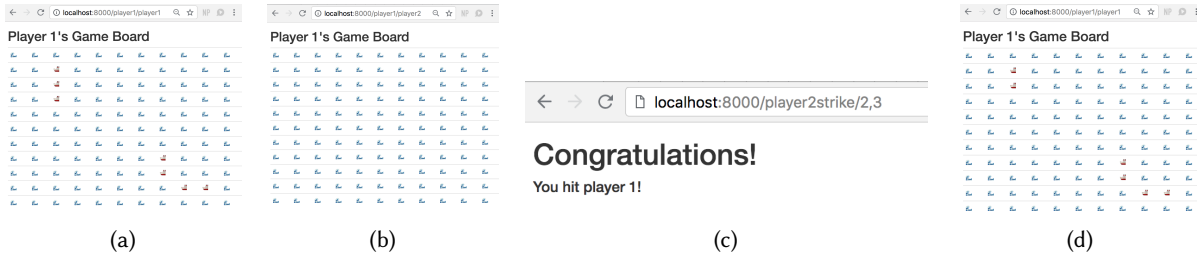 localhost:8000/player1/player1
Player 1's Game Board
(a)
localhost:8000/player1/player2
Player 1's Game Board
(b)
localhost:8000/player2strike/2,3
Congratulations!
You hit player 1!
(c)
localhost:8000/player1/player1
Player 1's Game Board
(d)